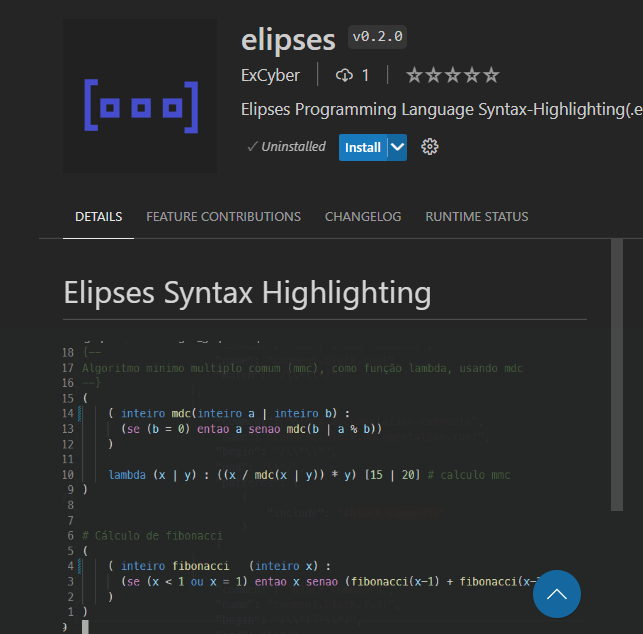 elipses v0.2.0
ExCyber 1
Elipses Programming Language Syntax-Highlighting(.e
Uninstalled Install
DETAILS FEATURE CONTRIBUTIONS CHANGELOG RUNTIME STATUS
Elipses Syntax Highlighting
18 {--
17 Algoritmo minimo multiplo comum (mmc), como função lambda, usando mdc
16 --}
15 (
14 ( inteiro mdc(inteiro a | inteiro b) :
13 (se (b = 0) entao a senao mdc(b | a % b))
12 )
11
10 lambda (x | y) : ((x / mdc(x | y)) * y) [15 | 20] # calculo mmc
9 )
8
7
6 # Cálculo de fibonacci
5 (
4 ( inteiro fibonacci (inteiro x) :
3 (se (x < 1 ou x = 1) entao x senao (fibonacci(x-1) + fibonacci(x-
2 )
1 )
9